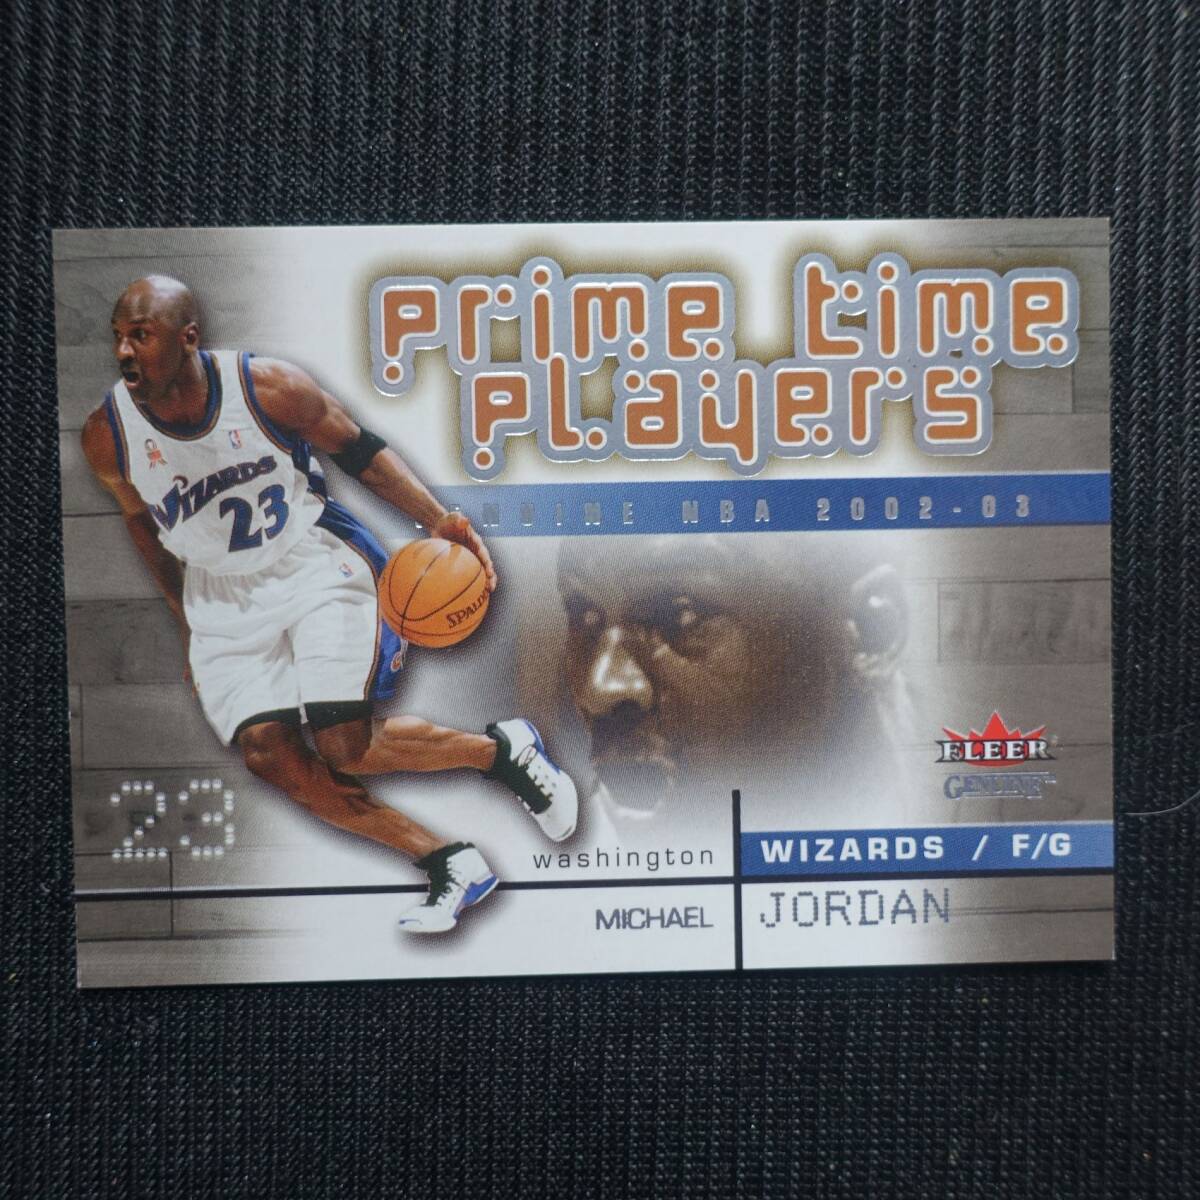 prime time
players
GENUINE NBA 2002-03
WIZARDS
23
SPALDING
23
FLEER
GENUINE
washington
WIZARDS / F/G
MICHAEL
JORDAN